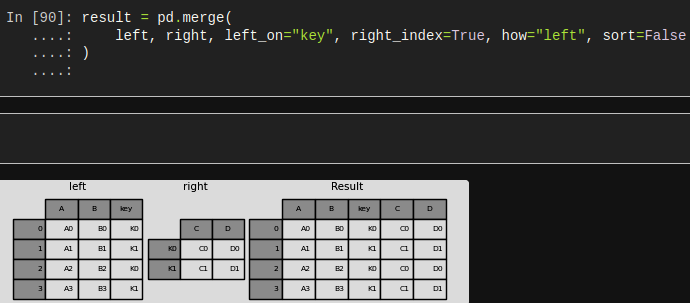 In [90]: result = pd.merge(
   ....:     left, right, left_on="key", right_index=True, how="left", sort=False
   ....: )
   ....:
left right Result
A B key A B key C D
0 A0 B0 K0 C D 0 A0 B0 K0 C0 D0
1 A1 B1 K1 K0 C0 D0 1 A1 B1 K1 C1 D1
2 A2 B2 K0 K1 C1 D1 2 A2 B2 K0 C0 D0
3 A3 B3 K1 3 A3 B3 K1 C1 D1